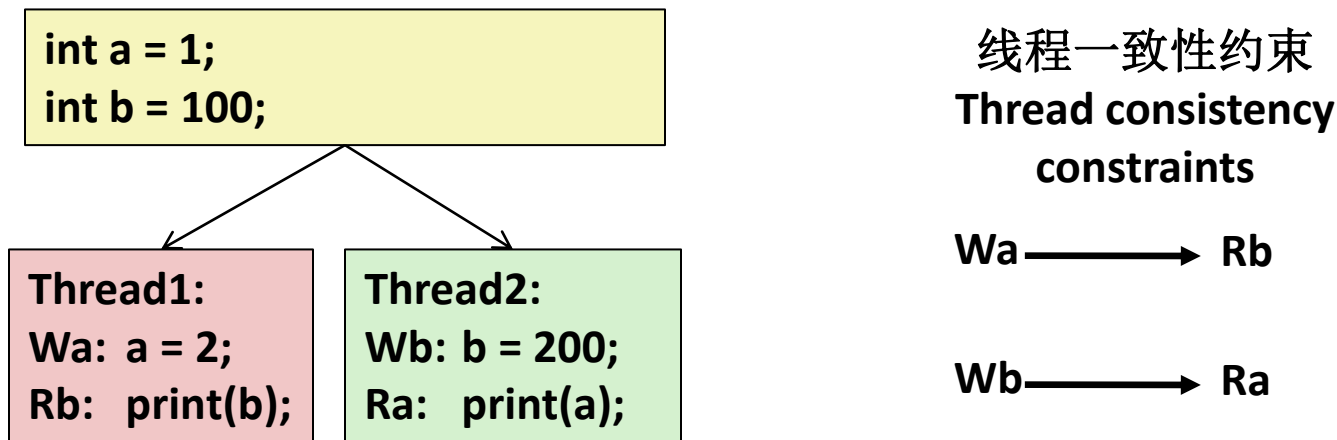 int a = 1;
int b = 100;
Thread1:
Wa: a = 2;
Rb: print(b);
Thread2:
Wb: b = 200;
Ra: print(a);
线程一致性约束
Thread consistency
constraints
Wa Rb
Wb Ra